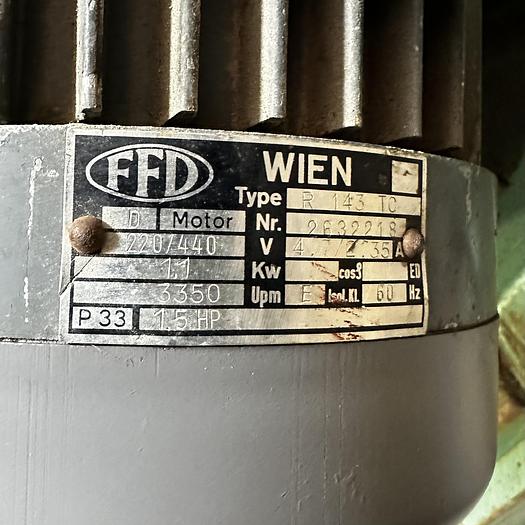 FFD WIEN
Type R 143 TC
D Motor Nr. 2632218
220/440 V A
1.1 Kw cosφ ED
3350 Upm E Isol.Kl. 60 Hz
P 33 1.5 HP